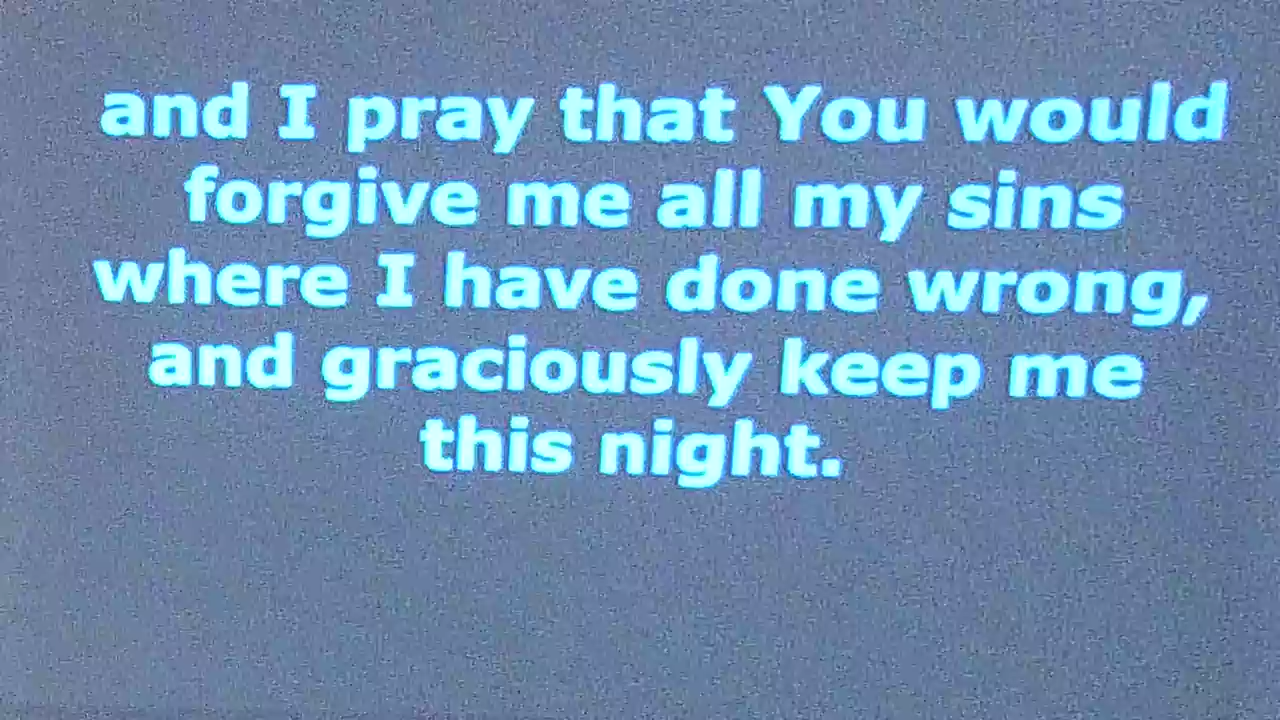 and I pray that You would
forgive me all my sins
where I have done wrong,
and graciously keep me
this night.